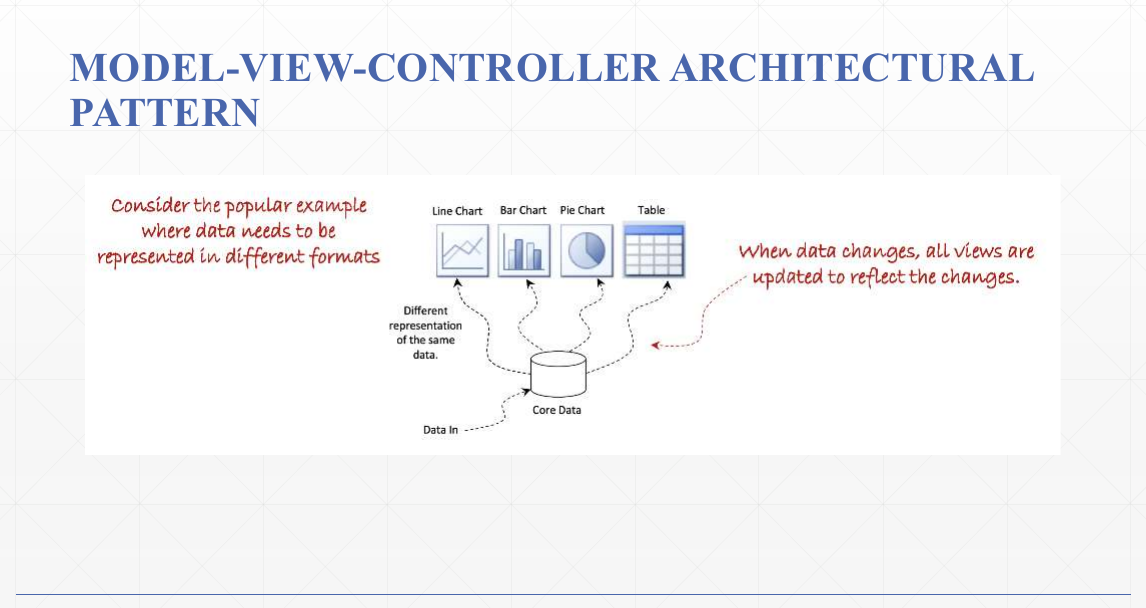 MODEL-VIEW-CONTROLLER ARCHITECTURAL
PATTERN
Consider the popular example
where data needs to be
represented in different formats
Line Chart
Bar Chart
Pie Chart
Table
When data changes, all views are
updated to reflect the changes.
Different
representation
of the same
data.
Core Data
Data In